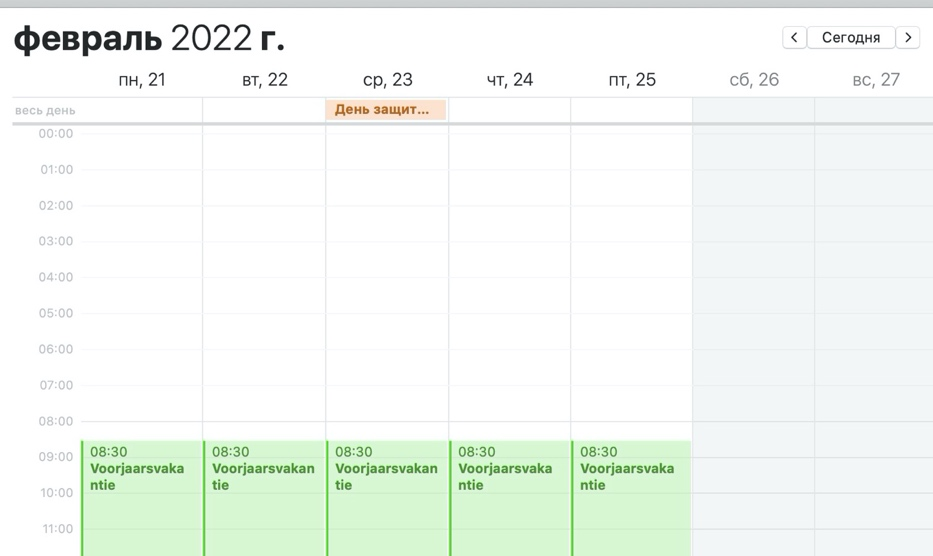 февраль 2022 г.
Сегодня
пн, 21 вт, 22 ср, 23 чт, 24 пт, 25 сб, 26 вс, 27
весь день День защит...
00:00
01:00
02:00
03:00
04:00
05:00
06:00
07:00
08:00
08:30 08:30 08:30 08:30 08:30
09:00
Voorjaarsvaka Voorjaarsvakan Voorjaarsvakan Voorjaarsvaka Voorjaarsvaka
ntie tie tie ntie ntie
10:00
11:00